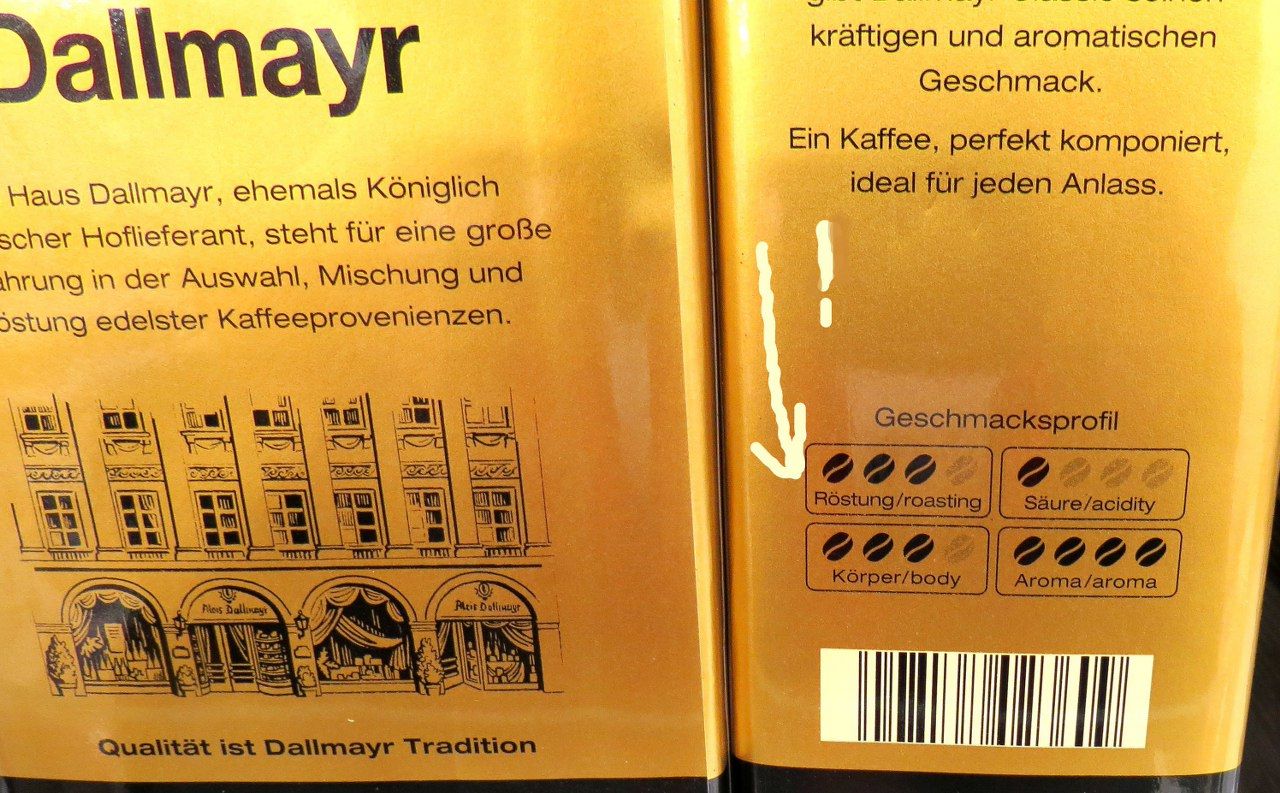 Dallmayr
Haus Dallmayr, ehemals Königlich
scher Hoflieferant, steht für eine große
ahrung in der Auswahl, Mischung und
östung edelster Kaffeeprovenienzen.
Alois Dallmayr
Alois Dallmayr
Qualität ist Dallmayr Tradition
kräftigen und aromatischen
Geschmack.
Ein Kaffee, perfekt komponiert,
ideal für jeden Anlass.
!
Geschmacksprofil
Röstung/roasting
Säure/acidity
Körper/body
Aroma/aroma